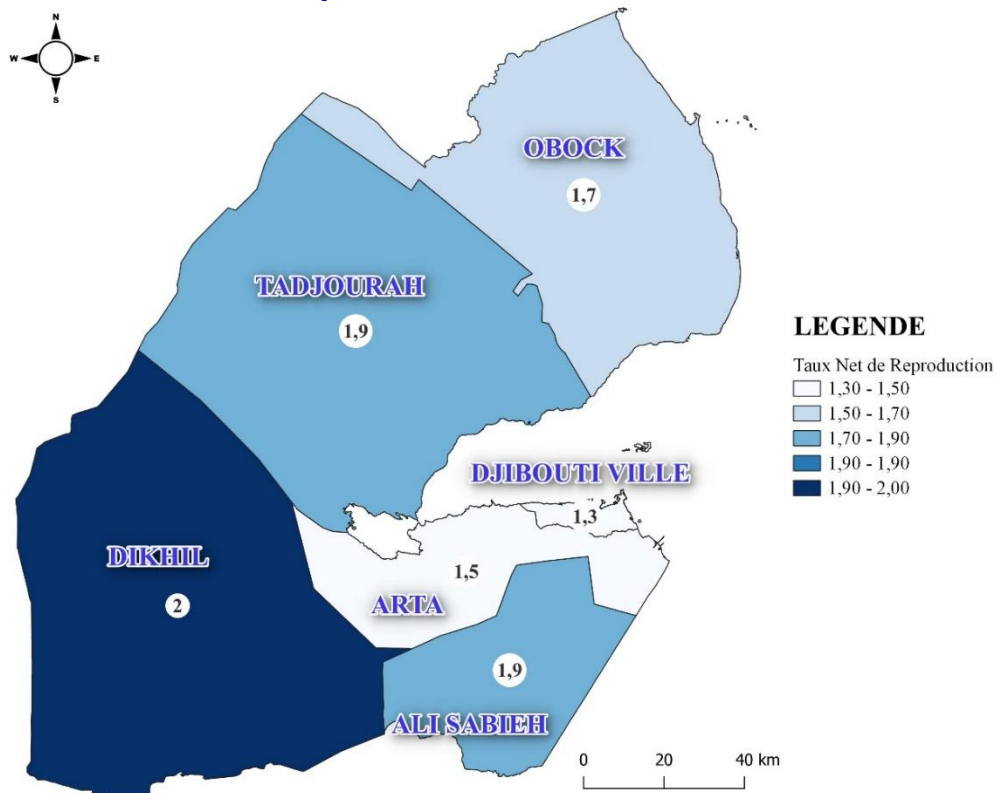 N
W E
S
OBOCK
1,7
TADJOURAH
1,9
LEGENDE
Taux Net de Reproduction
1,30 - 1,50
1,50 - 1,70
1,70 - 1,90
1,90 - 1,90
1,90 - 2,00
DJIBOUTI VILLE
1,3
DIKHIL
2
1,5
ARTA
1,9
ALI SABIEH
0 20 40 km